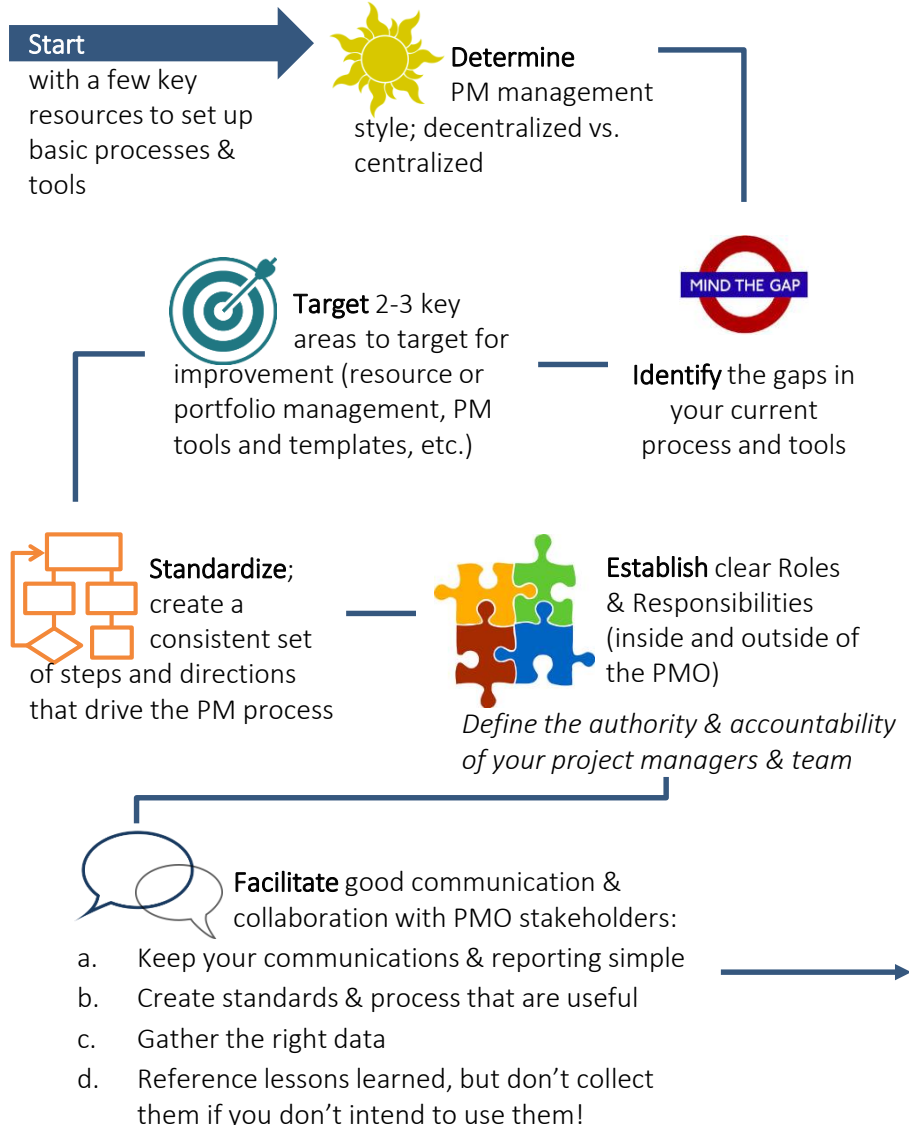 Start
with a few key
resources to set up
basic processes &
tools
Determine
PM management
style; decentralized vs.
centralized
MIND THE GAP
Identify the gaps in
your current
process and tools
Target 2-3 key
areas to target for
improvement (resource or
portfolio management, PM
tools and templates, etc.)
Standardize;
create a
consistent set
of steps and directions
that drive the PM process
Establish clear Roles
& Responsibilities
(inside and outside of
the PMO)
Define the authority & accountability
of your project managers & team
Facilitate good communication &
collaboration with PMO stakeholders:
a. Keep your communications & reporting simple
b. Create standards & process that are useful
c. Gather the right data
d. Reference lessons learned, but don’t collect
them if you don’t intend to use them!